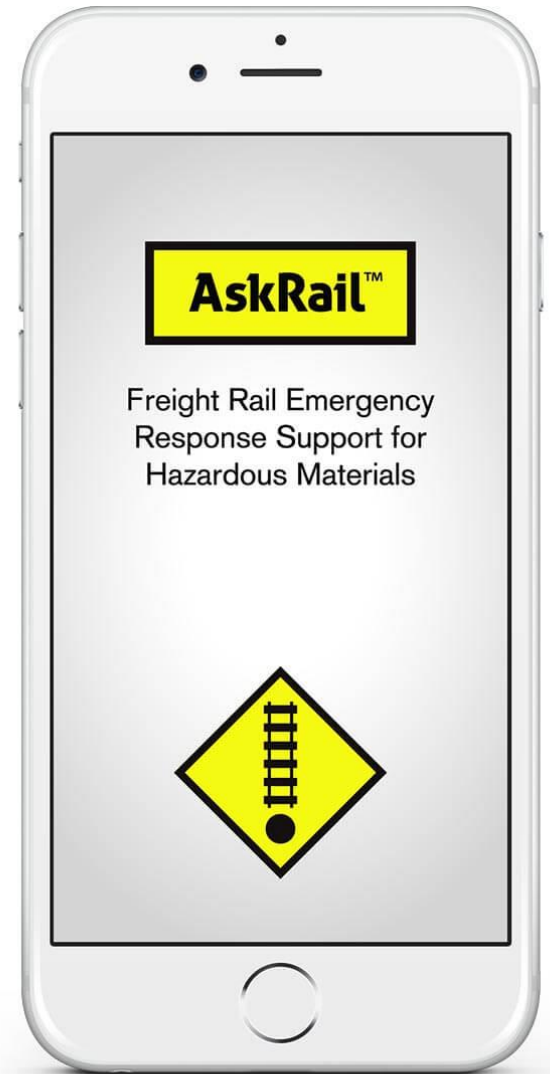 AskRail™
Freight Rail Emergency
Response Support for
Hazardous Materials